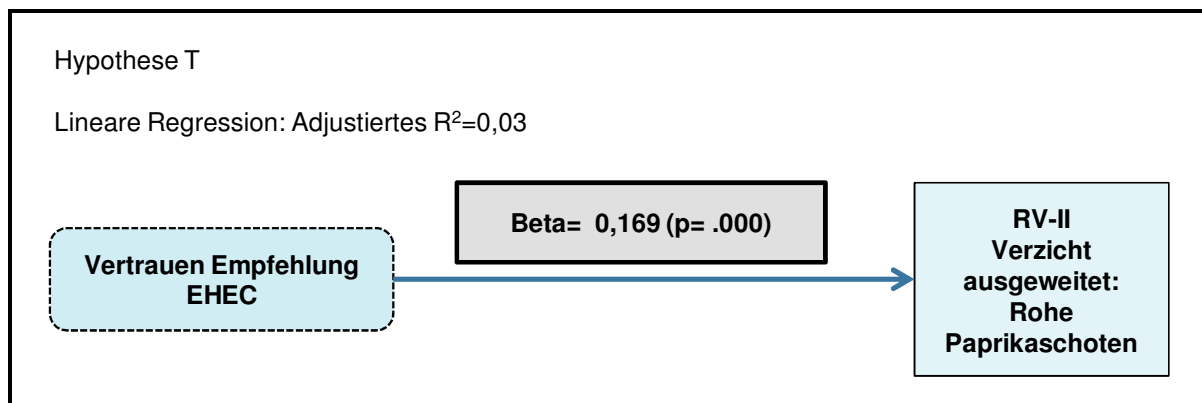 Hypothese T
Lineare Regression: Adjustiertes R²=0,03
Beta= 0,169 (p= .000)
Vertrauen Empfehlung
EHEC
RV-II
Verzicht
ausgeweitet:
Rohe
Paprikaschoten